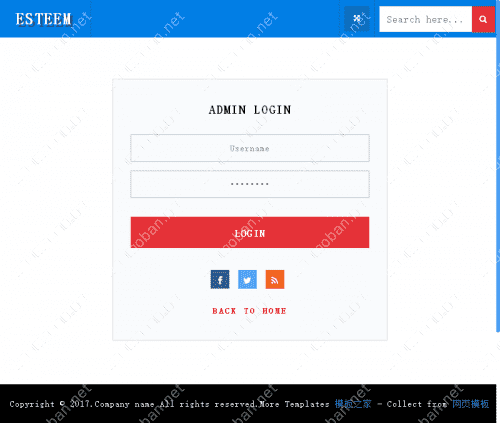 ESTEEM
Search here...
ADMIN LOGIN
Username
LOGIN
BACK TO HOME
Copyright © 2017.Company name All rights reserved.More Templates 模板之家 - Collect from 网页模板